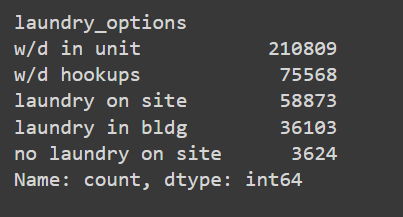 laundry_options
w/d in unit 210809
w/d hookups 75568
laundry on site 58873
laundry in bldg 36103
no laundry on site 3624
Name: count, dtype: int64